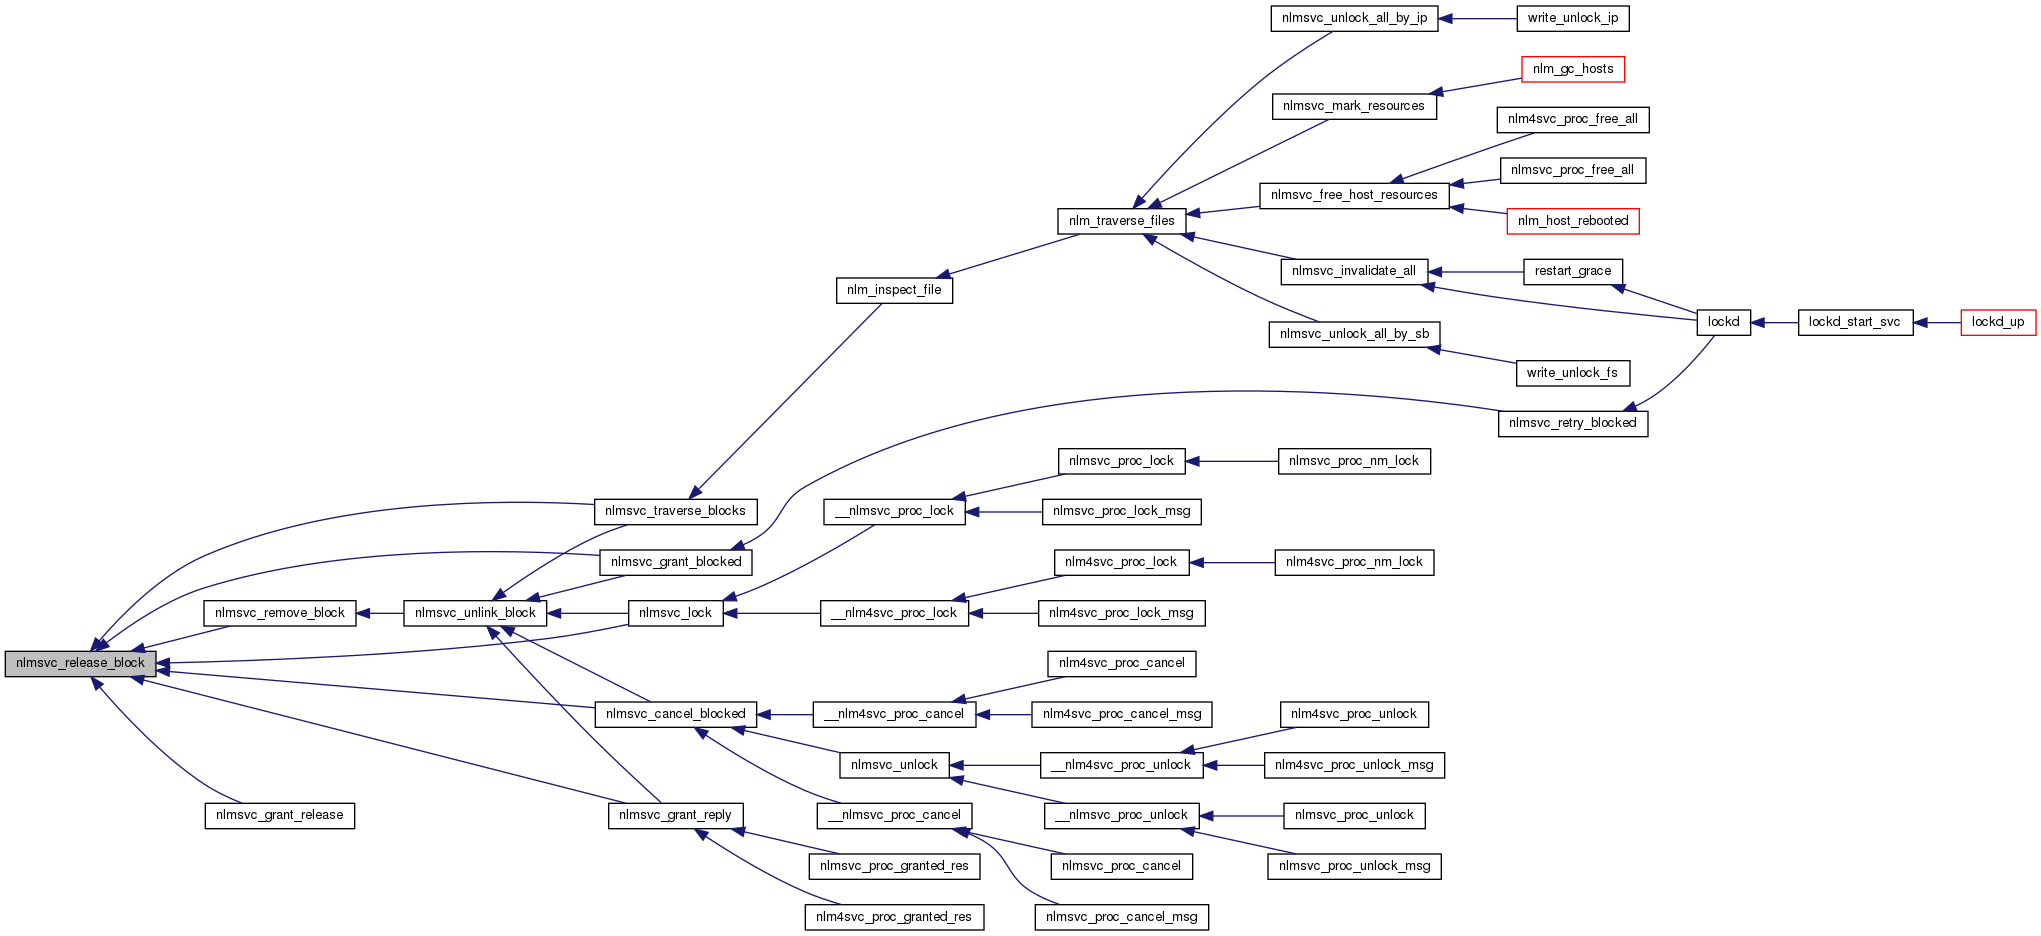 nlmsvc_unlock_all_by_ip
write_unlock_ip
nlm_gc_hosts
nlmsvc_mark_resources
nlm4svc_proc_free_all
nlmsvc_proc_free_all
nlmsvc_free_host_resources
nlm_traverse_files
nlm_host_rebooted
nlmsvc_invalidate_all
restart_grace
nlm_inspect_file
lockd
lockd_start_svc
lockd_up
nlmsvc_unlock_all_by_sb
write_unlock_fs
nlmsvc_retry_blocked
nlmsvc_proc_lock
nlmsvc_proc_nm_lock
nlmsvc_traverse_blocks
__nlmsvc_proc_lock
nlmsvc_proc_lock_msg
nlmsvc_grant_blocked
nlm4svc_proc_lock
nlm4svc_proc_nm_lock
nlmsvc_remove_block
nlmsvc_unlink_block
nlmsvc_lock
__nlm4svc_proc_lock
nlm4svc_proc_lock_msg
nlmsvc_release_block
nlm4svc_proc_cancel
nlmsvc_cancel_blocked
__nlm4svc_proc_cancel
nlm4svc_proc_cancel_msg
nlm4svc_proc_unlock
nlmsvc_unlock
__nlm4svc_proc_unlock
nlm4svc_proc_unlock_msg
nlmsvc_grant_release
nlmsvc_grant_reply
__nlmsvc_proc_cancel
__nlmsvc_proc_unlock
nlmsvc_proc_unlock
nlmsvc_proc_granted_res
nlmsvc_proc_cancel
nlmsvc_proc_unlock_msg
nlm4svc_proc_granted_res
nlmsvc_proc_cancel_msg